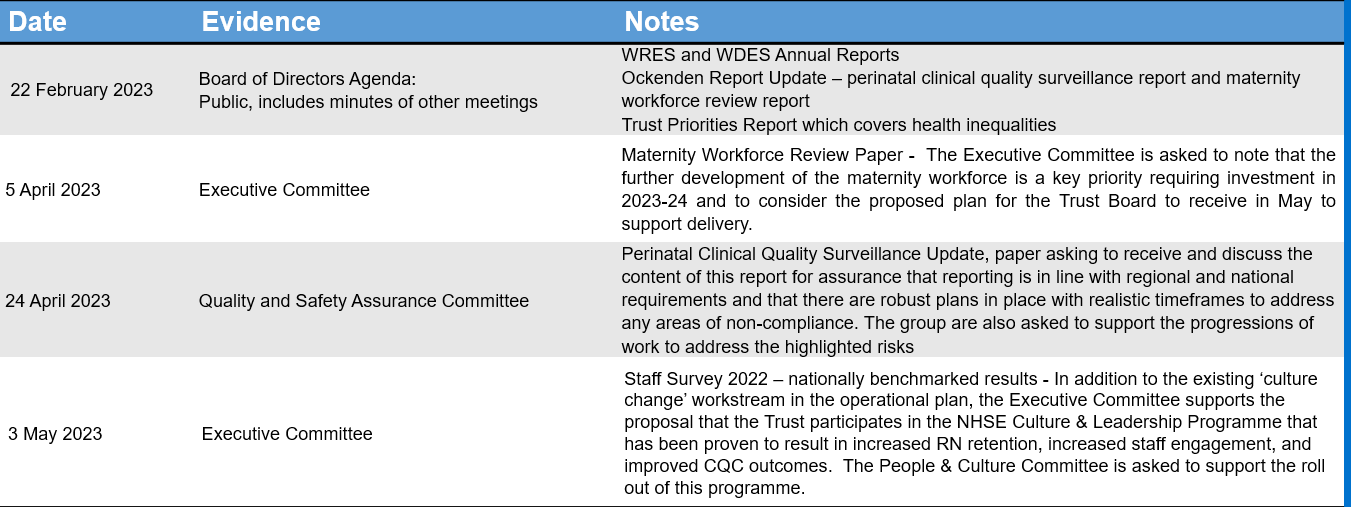 Date Evidence Notes
22 February 2023
Board of Directors Agenda:
Public, includes minutes of other meetings
WRES and WDES Annual Reports
Ockenden Report Update – perinatal clinical quality surveillance report and maternity
workforce review report
Trust Priorities Report which covers health inequalities
5 April 2023
Executive Committee
Maternity Workforce Review Paper -  The Executive Committee is asked to note that the
further development of the maternity workforce is a key priority requiring investment in
2023-24 and to consider the proposed plan for the Trust Board to receive in May to
support delivery.
24 April 2023
Quality and Safety Assurance Committee
Perinatal Clinical Quality Surveillance Update, paper asking to receive and discuss the
content of this report for assurance that reporting is in line with regional and national
requirements and that there are robust plans in place with realistic timeframes to address
any areas of non-compliance. The group are also asked to support the progressions of
work to address the highlighted risks
3 May 2023
Executive Committee
Staff Survey 2022 – nationally benchmarked results - In addition to the existing ‘culture
change’ workstream in the operational plan, the Executive Committee supports the
proposal that the Trust participates in the NHSE Culture & Leadership Programme that
has been proven to result in increased RN retention, increased staff engagement, and
improved CQC outcomes.  The People & Culture Committee is asked to support the roll
out of this programme.